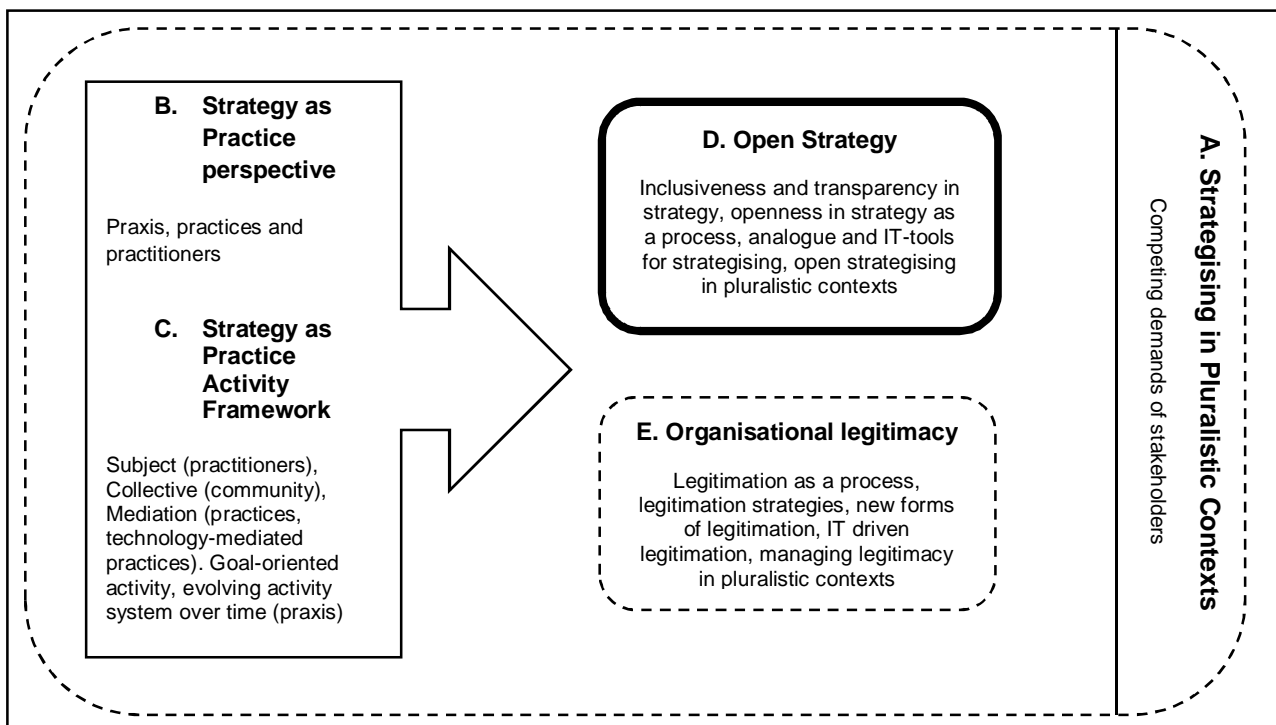 B. Strategy as
Practice
perspective
Praxis, practices and
practitioners
C. Strategy as
Practice
Activity
Framework
Subject (practitioners),
Collective (community),
Mediation (practices,
technology-mediated
practices). Goal-oriented
activity, evolving activity
system over time (praxis)
D. Open Strategy
Inclusiveness and transparency in
strategy, openness in strategy as
a process, analogue and IT-tools
for strategising, open strategising
in pluralistic contexts
E. Organisational legitimacy
Legitimation as a process,
legitimation strategies, new forms
of legitimation, IT driven
legitimation, managing legitimacy
in pluralistic contexts
A. Strategising in Pluralistic Contexts
Competing demands of stakeholders